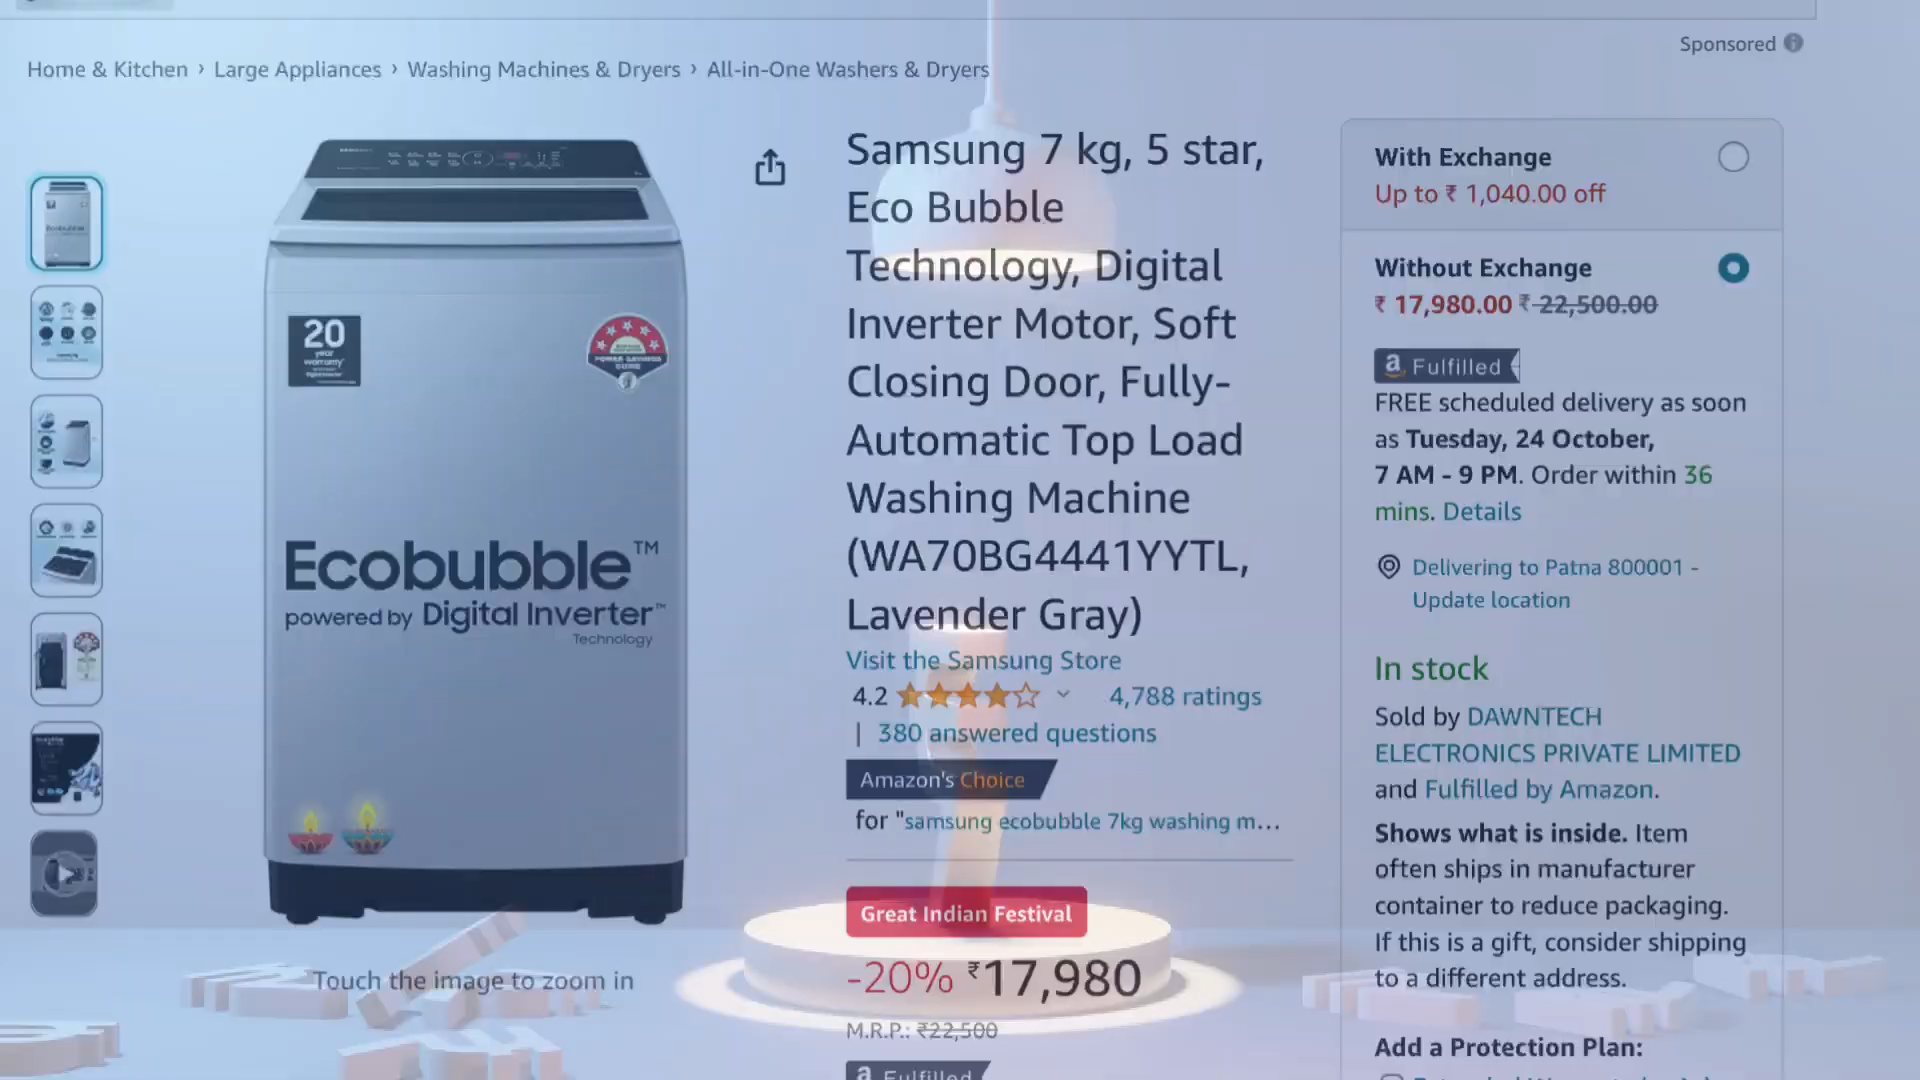 Sponsored
Home & Kitchen › Large Appliances › Washing Machines & Dryers › All-in-One Washers & Dryers
20
year
warranty
Ecobubble™
powered by Digital Inverter™
Technology
Touch the image to zoom in
Samsung 7 kg, 5 star,
Eco Bubble
Technology, Digital
Inverter Motor, Soft
Closing Door, Fully-
Automatic Top Load
Washing Machine
(WA70BG4441YYTL,
Lavender Gray)
Visit the Samsung Store
4.2 4,788 ratings
| 380 answered questions
Amazon's Choice
for "samsung ecobubble 7kg washing m...
Great Indian Festival
-20% ₹17,980
M.R.P.: ₹22,500
a Fulfilled
With Exchange
Up to ₹ 1,040.00 off
Without Exchange
₹ 17,980.00 ₹ 22,500.00
a Fulfilled
FREE scheduled delivery as soon
as Tuesday, 24 October,
7 AM - 9 PM. Order within 36
mins. Details
Delivering to Patna 800001 -
Update location
In stock
Sold by DAWNTECH
ELECTRONICS PRIVATE LIMITED
and Fulfilled by Amazon.
Shows what is inside. Item
often ships in manufacturer
container to reduce packaging.
If this is a gift, consider shipping
to a different address.
Add a Protection Plan: